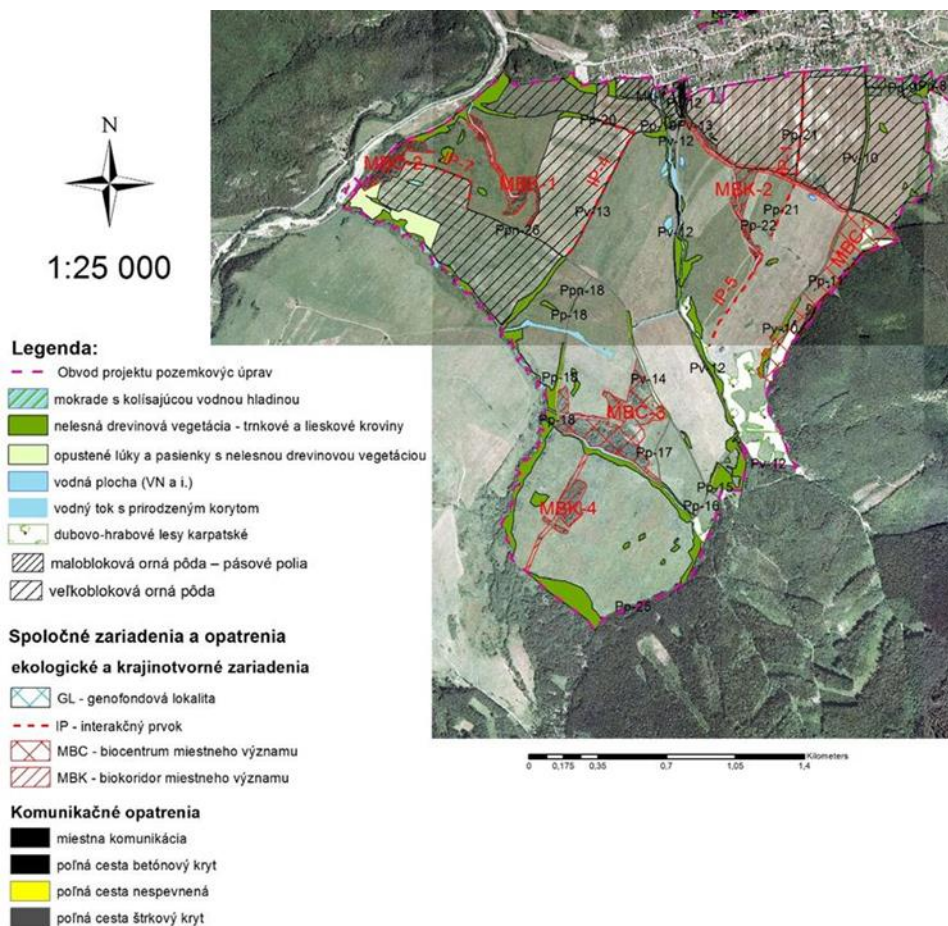 N
1:25 000
Legenda:
Obvod projektu pozemkovýc úprav
mokrade s kolísajúcou vodnou hladinou
nelesná drevinová vegetácia - trnkové a lieskové kroviny
opustené lúky a pasienky s nelesnou drevinovou vegetáciou
vodná plocha (VN a i.)
vodný tok s prirodzeným korytom
dubovo-hrabové lesy karpatské
malobloková orná pôda – pásové polia
veľkobloková orná pôda
Spoločné zariadenia a opatrenia
ekologické a krajinotvorné zariadenia
GL - genofondová lokalita
IP - interakčný prvok
MBC - biocentrum miestneho významu
MBK - biokoridor miestneho významu
Komunikačné opatrenia
miestna komunikácia
poľná cesta betónový kryt
poľná cesta nespevnená
poľná cesta štrkový kryt
Pp-20
Pv-13
Pv-12
Pp-21
Pv-10
IP-2
MBK-1
IP-4
MBK-2
Pv-13
Pp-21
Pp-22
Ppn-26
Pv-12
MBC-1
IP-5
Ppn-18
Pp-18
Pv-10
Pp-18
Pv-14
Pv-12
MBC-3
Pp-18
Pp-17
Pv-12
Pp-15
Pp-16
MBK-4
Pp-25
0 0,175 0,35 0,7 1,05 1,4 Kilometers